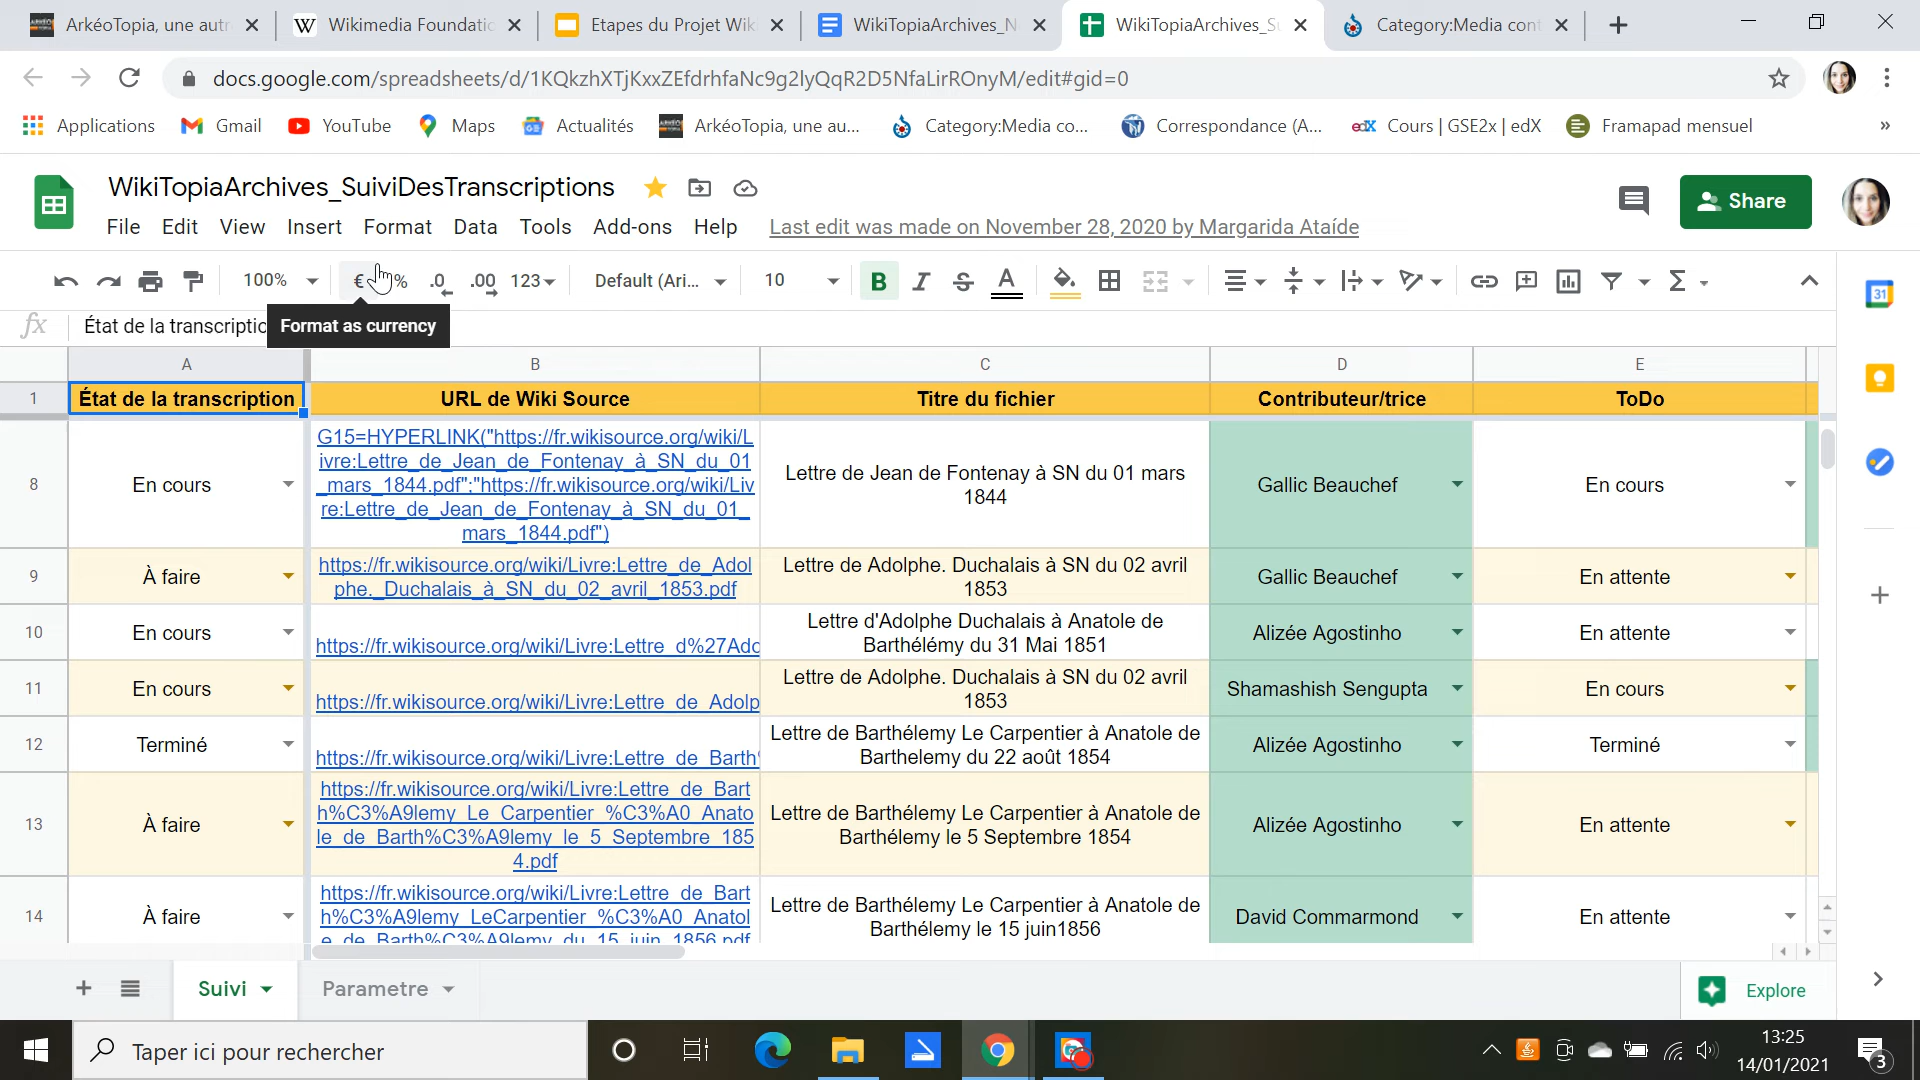 ArkéoTopia, une autr
Wikimedia Foundatic
Etapes du Projet Wik
WikiTopiaArchives_N
WikiTopiaArchives_Su
Category:Media cont
docs.google.com/spreadsheets/d/1KQkzhXTjKxxZEfdrhfaNc9g2lyQqR2D5NfaLirROnyM/edit#gid=0
Applications
Gmail
YouTube
Maps
Actualités
ArkéoTopia, une au...
Category:Media co...
Correspondance (A...
edX Cours | GSE2x | edX
Framapad mensuel
»
WikiTopiaArchives_SuiviDesTranscriptions
File Edit View Insert Format Data Tools Add-ons Help
Last edit was made on November 28, 2020 by Margarida Ataíde
Share
100% € % .0 .00 123 Default (Ari... 10 B I S A Σ
31
fx
État de la transcriptio
Format as currency
A B C D E
1 État de la transcription URL de Wiki Source Titre du fichier Contributeur/trice ToDo
8
En cours
G15=HYPERLINK("https://fr.wikisource.org/wiki/L
ivre:Lettre_de_Jean_de_Fontenay_à_SN_du_01
_mars_1844.pdf";"https://fr.wikisource.org/wiki/Liv
re:Lettre_de_Jean_de_Fontenay_à_SN_du_01_
mars_1844.pdf")
Lettre de Jean de Fontenay à SN du 01 mars
1844
Gallic Beauchef
En cours
9
À faire
https://fr.wikisource.org/wiki/Livre:Lettre_de_Adol
phe._Duchalais_à_SN_du_02_avril_1853.pdf
Lettre de Adolphe. Duchalais à SN du 02 avril
1853
Gallic Beauchef
En attente
10
En cours
https://fr.wikisource.org/wiki/Livre:Lettre_d%27Ado
Lettre d'Adolphe Duchalais à Anatole de
Barthélémy du 31 Mai 1851
Alizée Agostinho
En attente
11
En cours
https://fr.wikisource.org/wiki/Livre:Lettre_de_Adolp
Lettre de Adolphe. Duchalais à SN du 02 avril
1853
Shamashish Sengupta
En cours
12
Terminé
https://fr.wikisource.org/wiki/Livre:Lettre_de_Barth
Lettre de Barthélemy Le Carpentier à Anatole de
Barthelemy du 22 août 1854
Alizée Agostinho
Terminé
13
À faire
https://fr.wikisource.org/wiki/Livre:Lettre_de_Bart
h%C3%A9lemy_Le_Carpentier_%C3%A0_Anato
le_de_Barth%C3%A9lemy_le_5_Septembre_185
4.pdf
Lettre de Barthélemy Le Carpentier à Anatole de
Barthélemy le 5 Septembre 1854
Alizée Agostinho
En attente
14
À faire
https://fr.wikisource.org/wiki/Livre:Lettre_de_Bart
h%C3%A9lemy_LeCarpentier_%C3%A0_Anatol
e_de_Barth%C3%A9lemy_du_15_juin_1856.pdf
Lettre de Barthélemy Le Carpentier à Anatole de
Barthélemy le 15 juin1856
David Commarmond
En attente
Suivi
Parametre
Explore
Taper ici pour rechercher
13:25
14/01/2021
3